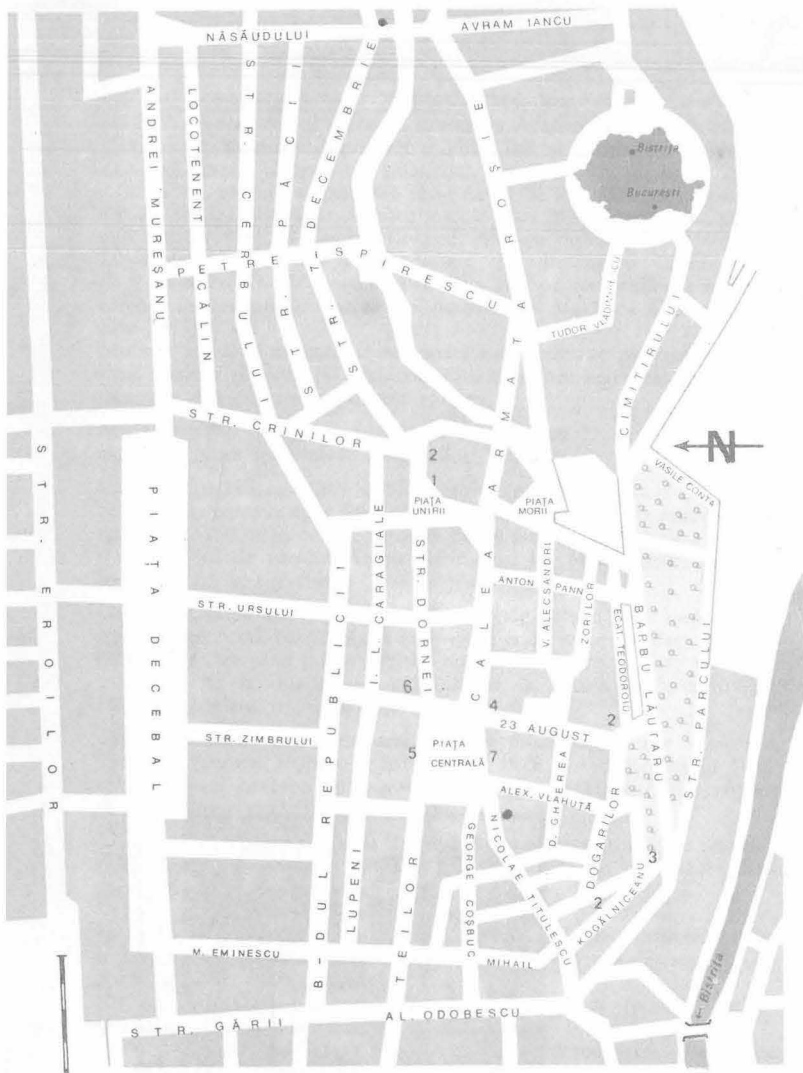 NĂSĂUDULUI
AVRAM IANCU
ANDREI MUREȘANU
LOCOTENENT CĂLIN
STR. CERBULUI
STR. PĂCII
STR. 7 DECEMBRIE
PETRE ISPIRESCU
CALEA ARMATA ROȘIE
Bistrița
București
TUDOR VLADIMIRESCU
CIMITIRULUI
N
STR. CRINILOR
2
1
PIAȚA
UNIRII
PIAȚA
MORII
VASILE CONTA
STR. EROILOR
PIAȚA DECEBAL
I. L. CARAGIALE
STR. DORNEI
ANTON PANN
V. ALECSANDRI
ZORILOR
ECAT. TEODOROIU
BARBU LĂUTARU
STR. PARCULUI
STR. URSULUI
B-DUL REPUBLICII
6
4
23 AUGUST
2
STR. ZIMBRULUI
5
PIAȚA
CENTRALĂ
7
ALEX. VLAHUȚĂ
D. GHEREA
DOGARILOR
NICOLAE TITULESCU
GEORGE COȘBUC
LUPENI
TEILOR
3
2
M. EMINESCU
MIHAIL KOGĂLNICEANU
STR. GĂRII
AL. ODOBESCU
←Bistrița